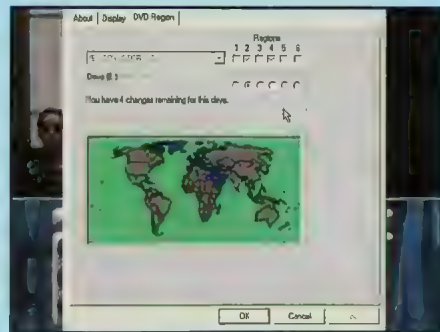 About Display DVD Region
Regions
1 2 3 4 5 6
Drive
You have 4 changes remaining for this drive.
OK Cancel